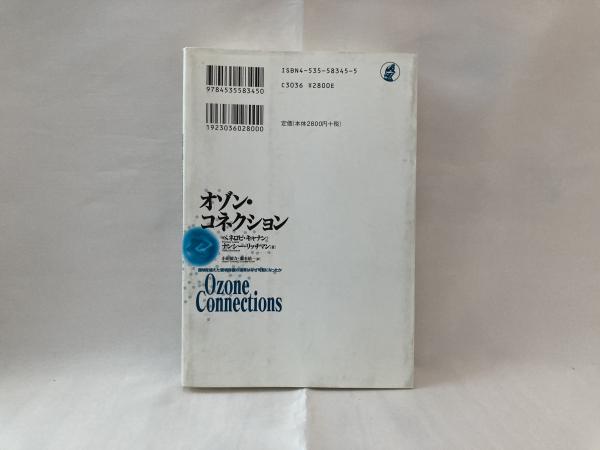 ISBN4-535-58345-5
C3036 ¥2800E
9784535583450
1923036028000
定価(本体2800円+税)
オゾン・
コネクション
ペネロピ・キャナン
ナンシー・リッチマン[著]
Ozone
Connections